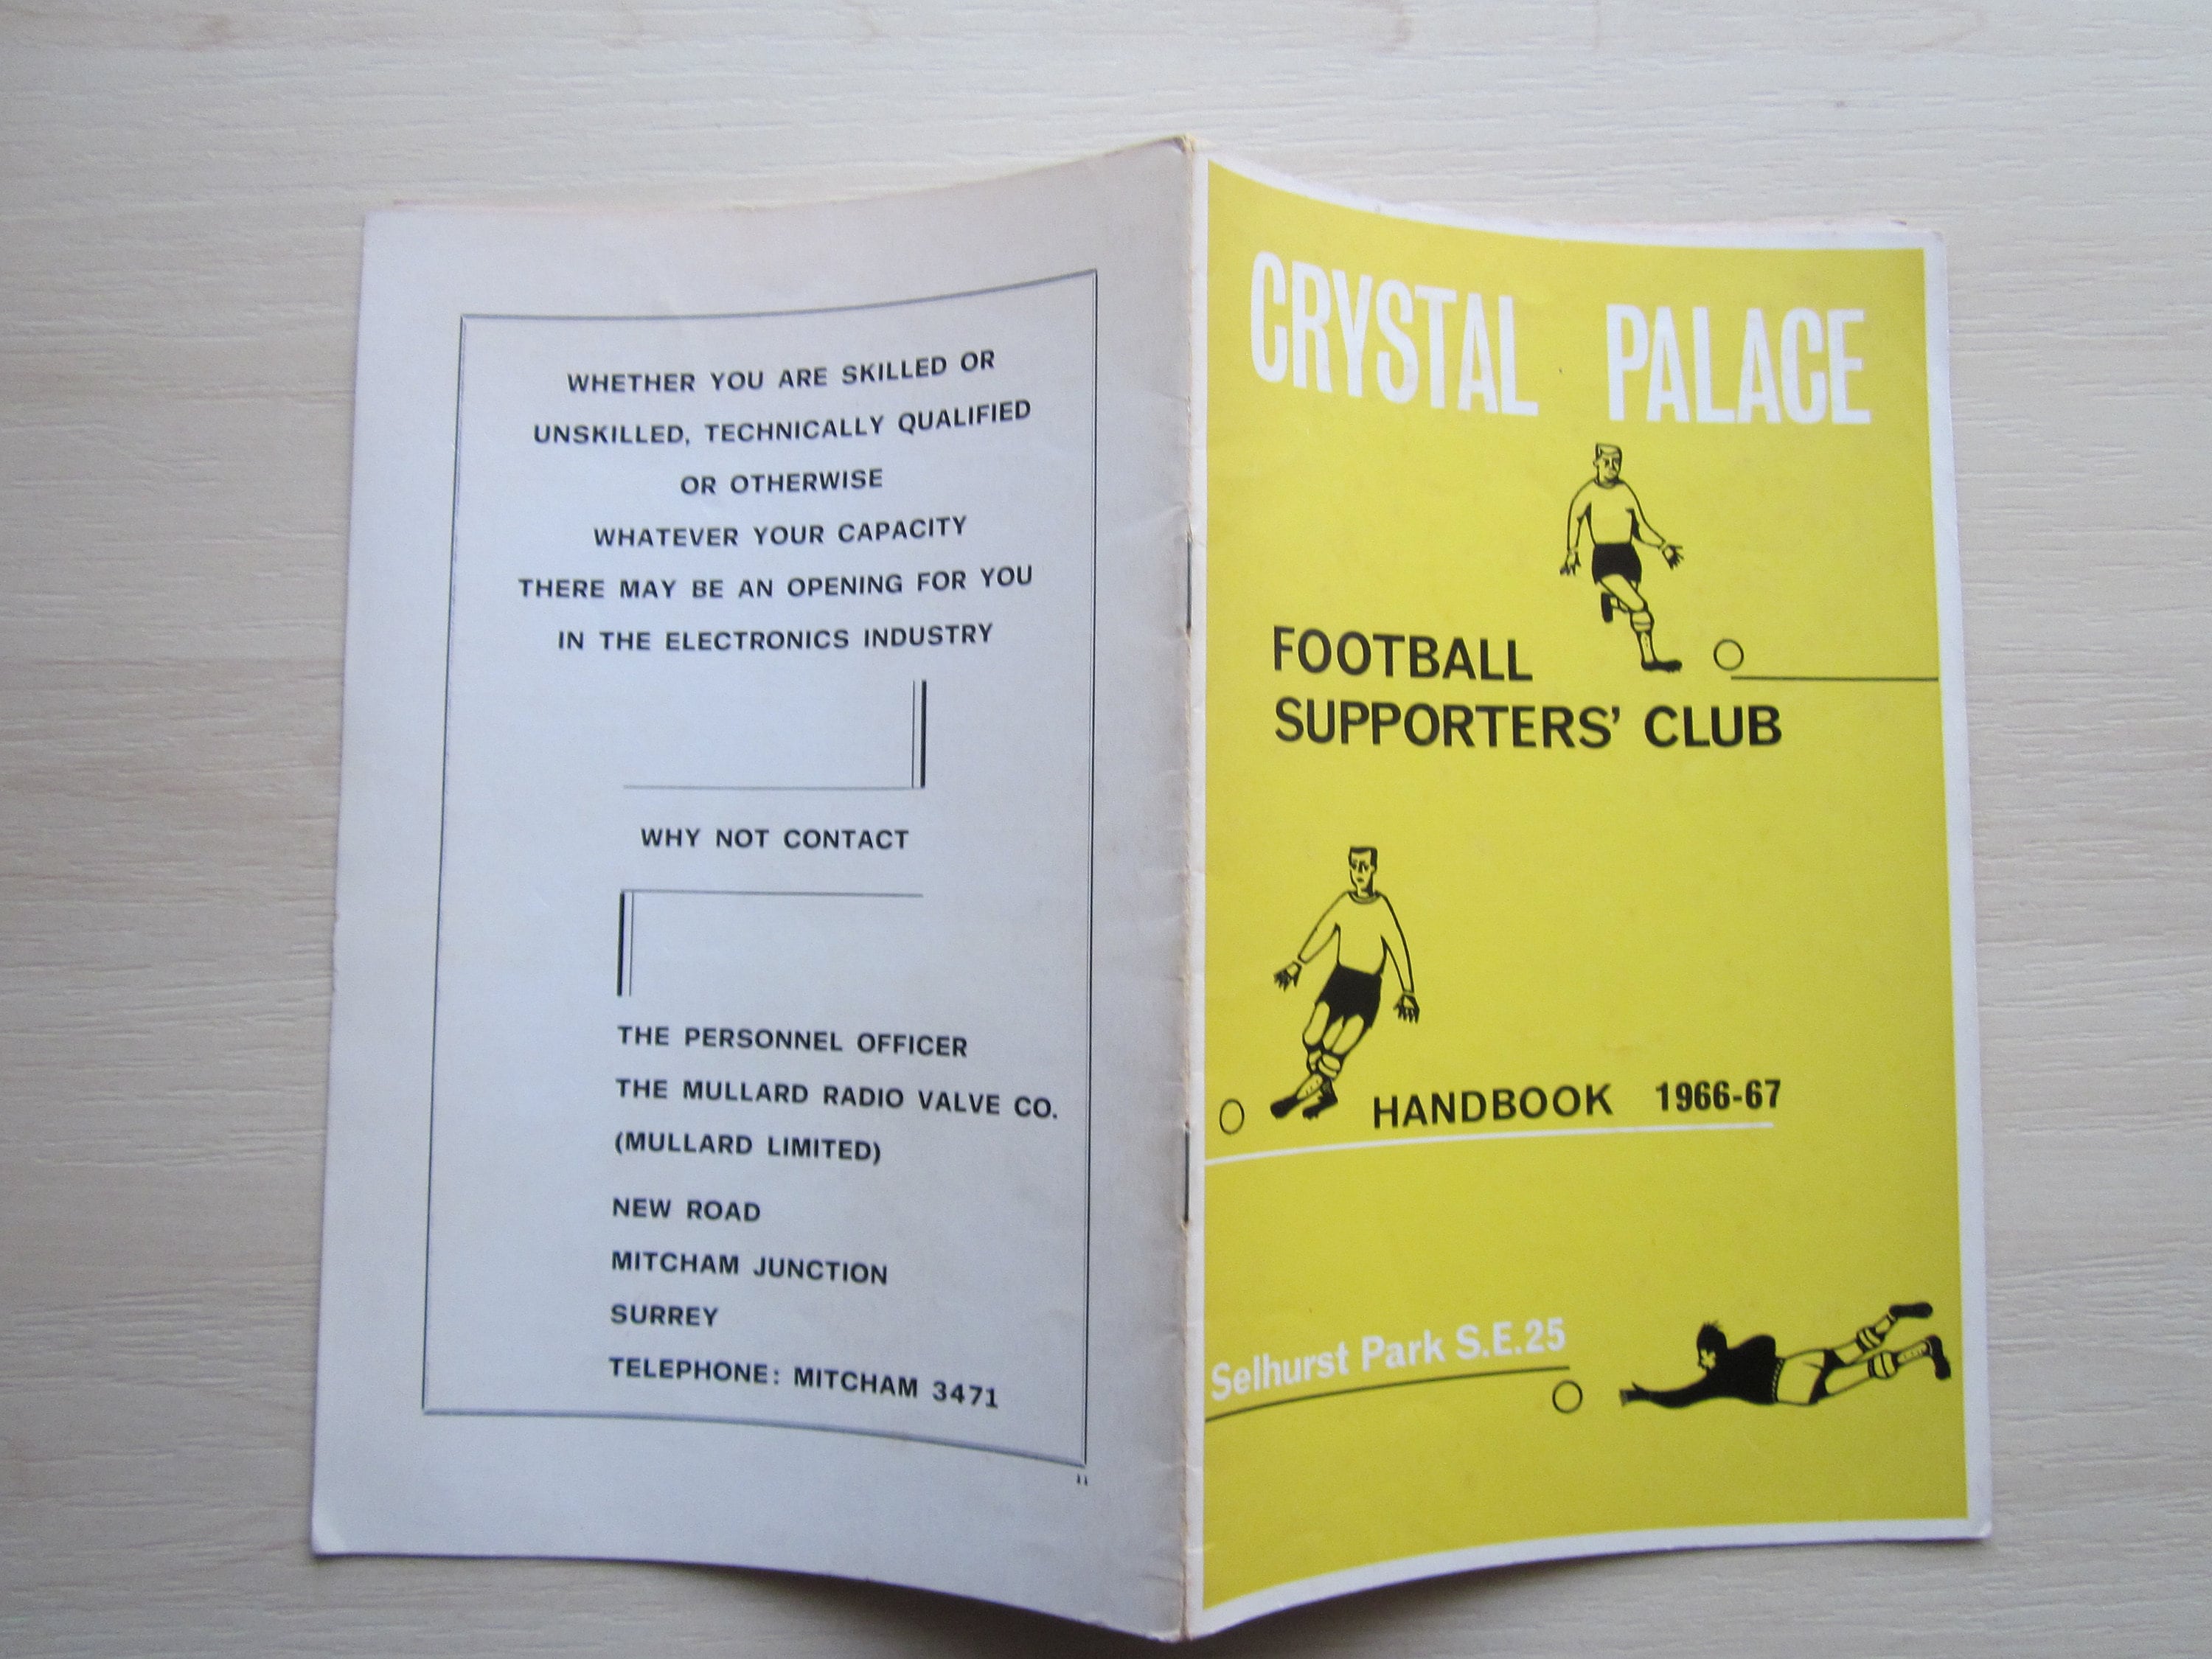 WHETHER YOU ARE SKILLED OR
UNSKILLED, TECHNICALLY QUALIFIED
OR OTHERWISE
WHATEVER YOUR CAPACITY
THERE MAY BE AN OPENING FOR YOU
IN THE ELECTRONICS INDUSTRY
WHY NOT CONTACT
THE PERSONNEL OFFICER
THE MULLARD RADIO VALVE CO.
(MULLARD LIMITED)
NEW ROAD
MITCHAM JUNCTION
SURREY
TELEPHONE: MITCHAM 3471
CRYSTAL PALACE
FOOTBALL
SUPPORTERS' CLUB
HANDBOOK 1966-67
Selhurst Park S.E.25